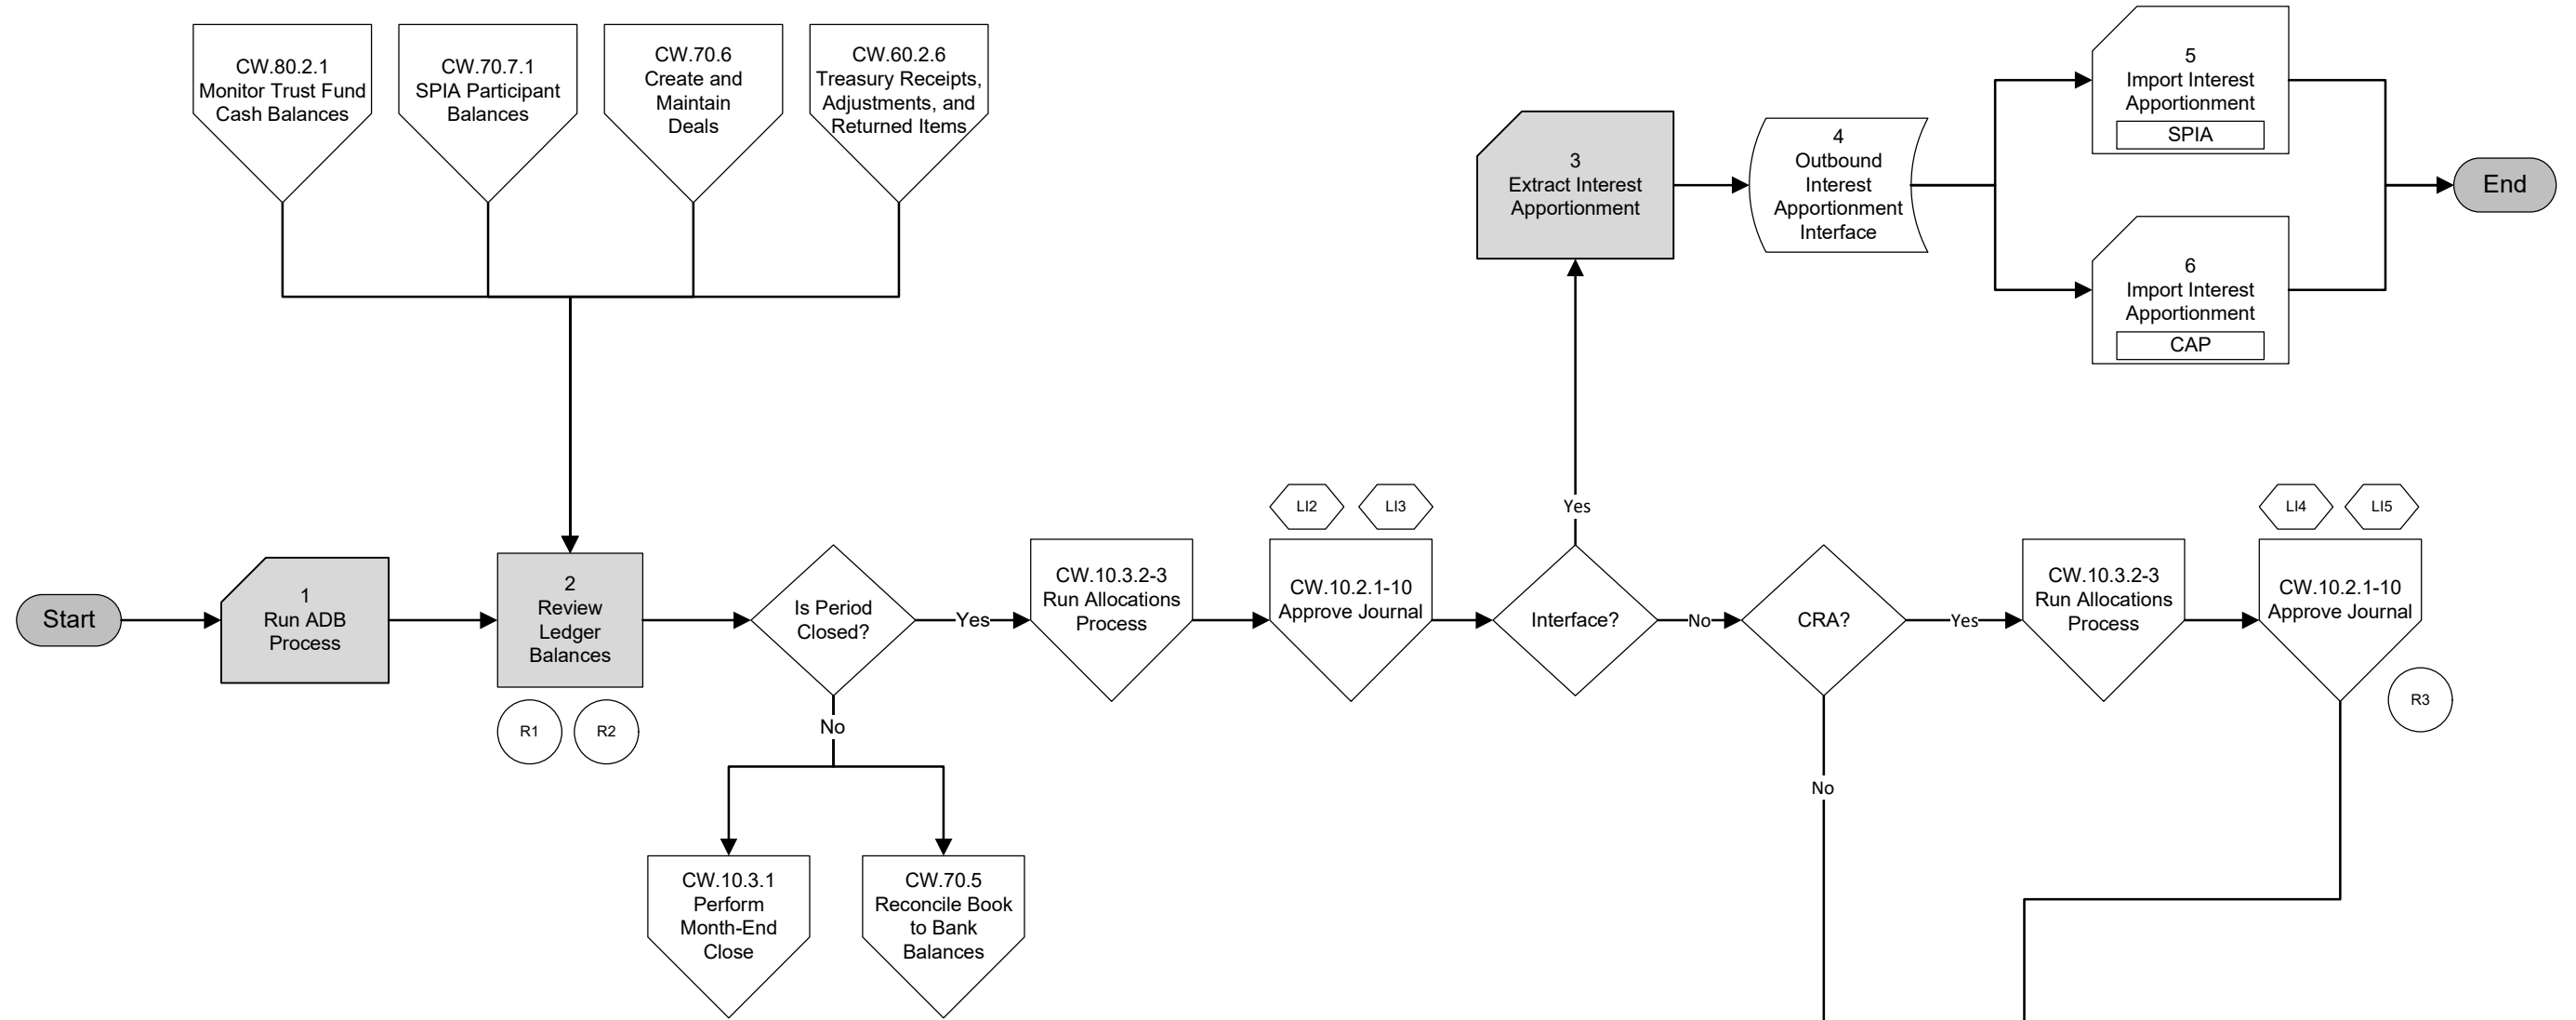 CW.80.2.1
Monitor Trust Fund
Cash Balances
CW.70.7.1
SPIA Participant
Balances
CW.70.6
Create and
Maintain
Deals
CW.60.2.6
Treasury Receipts,
Adjustments, and
Returned Items
3
Extract Interest
Apportionment
4
Outbound
Interest
Apportionment
Interface
5
Import Interest
Apportionment
SPIA
6
Import Interest
Apportionment
CAP
End
Start
1
Run ADB
Process
2
Review
Ledger
Balances
R1
R2
Is Period
Closed?
Yes
No
CW.10.3.1
Perform
Month-End
Close
CW.70.5
Reconcile Book
to Bank
Balances
CW.10.3.2-3
Run Allocations
Process
LI2
LI3
CW.10.2.1-10
Approve Journal
Interface?
Yes
No
CRA?
Yes
No
CW.10.3.2-3
Run Allocations
Process
LI4
LI5
CW.10.2.1-10
Approve Journal
R3